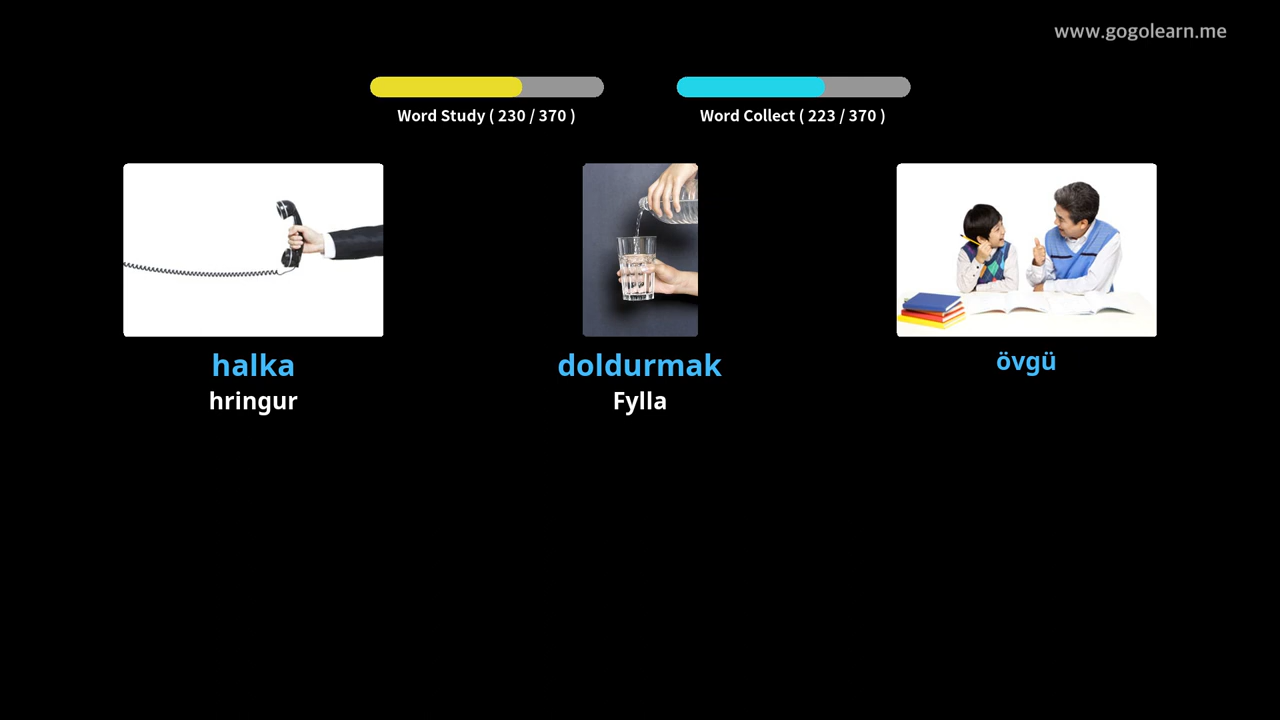 www.gogolearn.me
Word Study ( 230 / 370 )
Word Collect ( 223 / 370 )
halka
hringur
doldurmak
Fylla
övgü